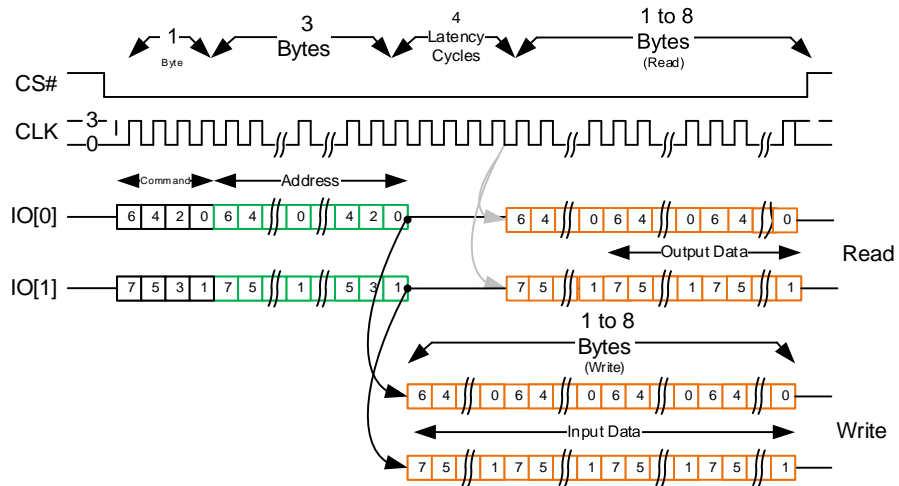 1 3 4 1 to 8
Byte Bytes Latency Cycles Bytes
(Read)
CS#
CLK 3
0
Command Address
IO[0] 6 4 2 0 6 4 0 4 2 0 6 4 0 6 4 0 6 4 0
Output Data Read
IO[1] 7 5 3 1 7 5 1 5 3 1 7 5 1 7 5 1 7 5 1
1 to 8
Bytes
(Write)
6 4 0 6 4 0 6 4 0 6 4 0
Input Data Write
7 5 1 7 5 1 7 5 1 7 5 1